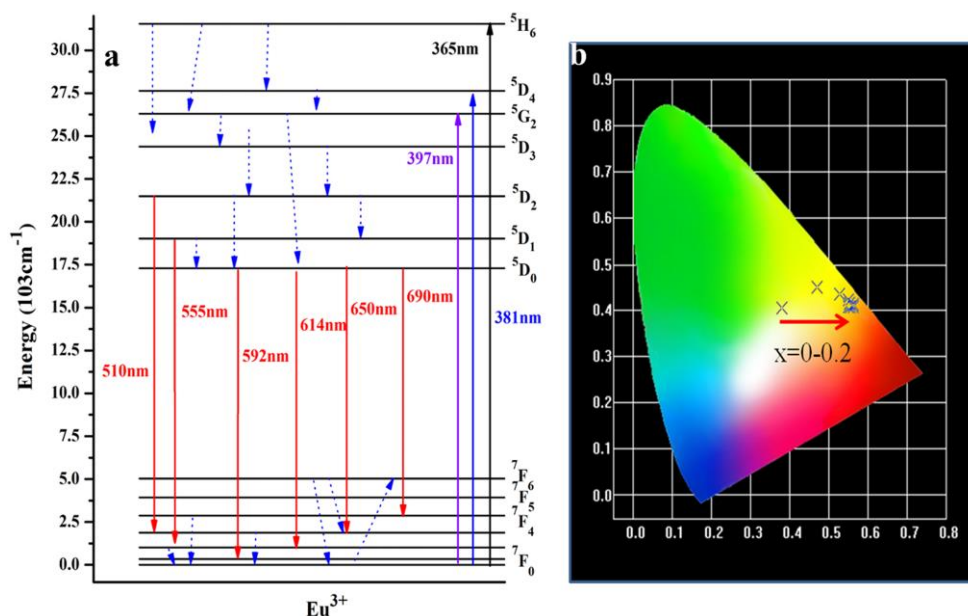 a
Energy (103cm⁻¹)
30.0
27.5
25.0
22.5
20.0
17.5
15.0
12.5
10.0
7.5
5.0
2.5
0.0
⁵H₆
⁵D₄
⁵G₂
⁵D₃
⁵D₂
⁵D₁
⁵D₀
⁷F₆
⁷F₅
⁷F₄
⁷F₀
365nm
397nm
381nm
555nm
650nm
690nm
614nm
592nm
510nm
Eu³⁺
b
0.9
0.8
0.7
0.6
0.5
0.4
0.3
0.2
0.1
0.0
x=0-0.2
0.0 0.1 0.2 0.3 0.4 0.5 0.6 0.7 0.8